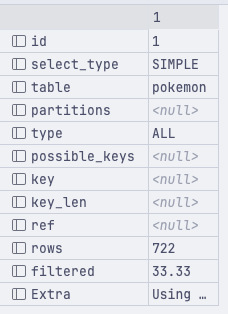 1
id 1
select_type SIMPLE
table pokemon
partitions <null>
type ALL
possible_keys <null>
key <null>
key_len <null>
ref <null>
rows 722
filtered 33.33
Extra Using …